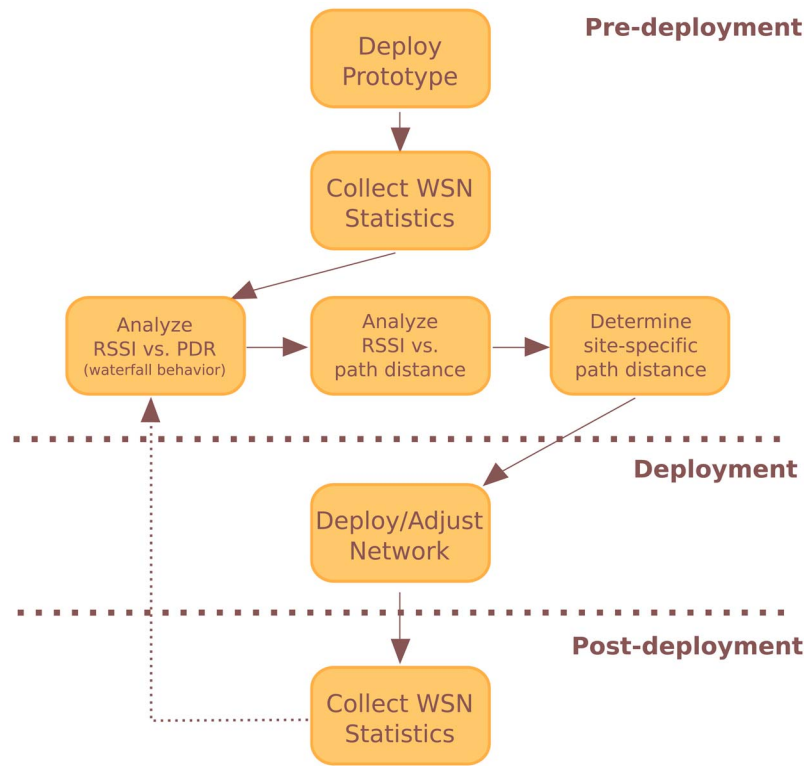 Pre-deployment
Deploy
Prototype
Collect WSN
Statistics
Analyze
RSSI vs. PDR
(waterfall behavior)
Analyze
RSSI vs.
path distance
Determine
site-specific
path distance
Deployment
Deploy/Adjust
Network
Post-deployment
Collect WSN
Statistics